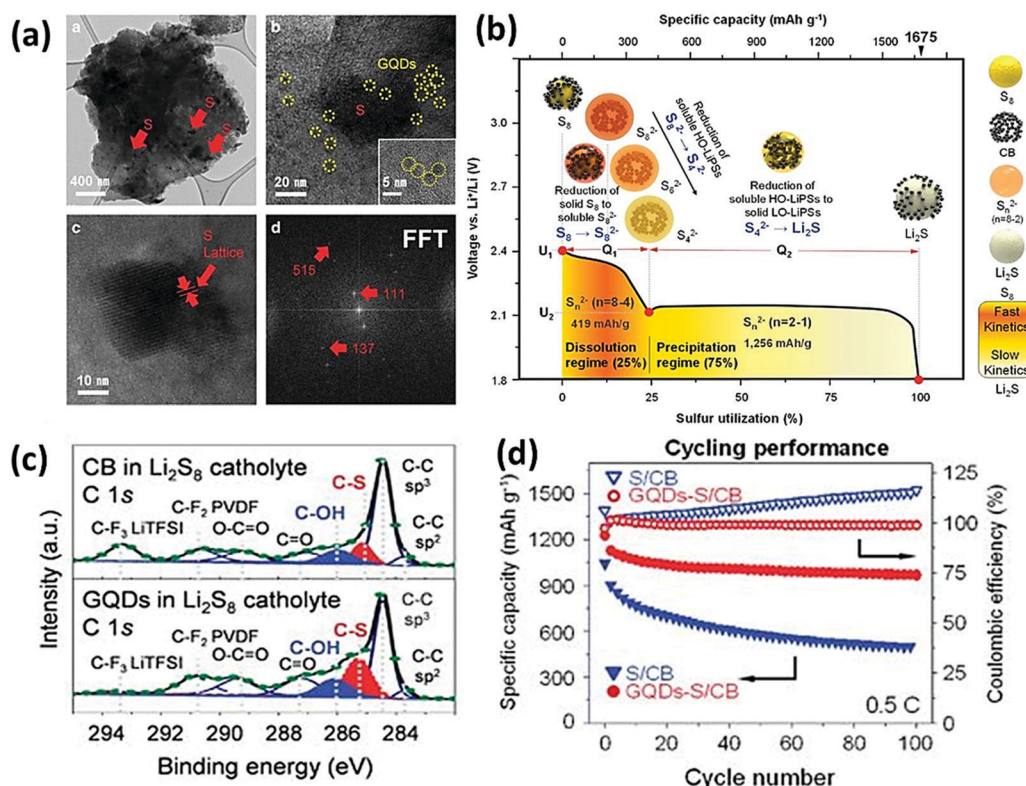 (a)
a
S
S
S
400 nm
b
GQDs
S
20 nm
5 nm
c
S
Lattice
10 nm
d
FFT
515
111
137
(b)
Specific capacity (mAh g⁻¹)
1675
0 300 600 900 1200 1500
Voltage vs. Li⁺/Li (V)
3.0
2.7
2.4
2.1
1.8
U₁
U₂
S₈
S₈²⁻
S₈²⁻
S₄²⁻
Reduction of
soluble HO-LiPSs
S₈²⁻ → S₄²⁻
Reduction of
solid S₈ to
soluble S₈²⁻
S₈ → S₈²⁻
Reduction of
soluble HO-LiPSs to
solid LO-LiPSs
S₄²⁻ → Li₂S
Li₂S
Q₁
Q₂
Sₙ²⁻ (n=8-4)
419 mAh/g
Sₙ²⁻ (n=2-1)
1,256 mAh/g
Dissolution
regime (25%)
Precipitation
regime (75%)
0 25 50 75 100
Sulfur utilization (%)
S₈
CB
Sₙ²⁻
(n=8-2)
Li₂S
S₈
Fast
Kinetics
Slow
Kinetics
Li₂S
(c)
Intensity (a.u.)
CB in Li₂S₈ catholyte
C 1s
C-F₃ LiTFSI
C-F₂ PVDF
O-C=O
C=O
C-OH
C-S
C-C
sp³
C-C
sp²
GQDs in Li₂S₈ catholyte
C 1s
C-F₃ LiTFSI
C-F₂ PVDF
O-C=O
C=O
C-OH
C-S
C-C
sp³
C-C
sp²
294 292 290 288 286 284
Binding energy (eV)
(d)
Cycling performance
Specific capacity (mAh g⁻¹)
1500
1200
900
600
300
0
S/CB
GQDs-S/CB
S/CB
GQDs-S/CB
0.5 C
125
100
75
50
25
0
Coulombic efficiency (%)
0 20 40 60 80 100
Cycle number